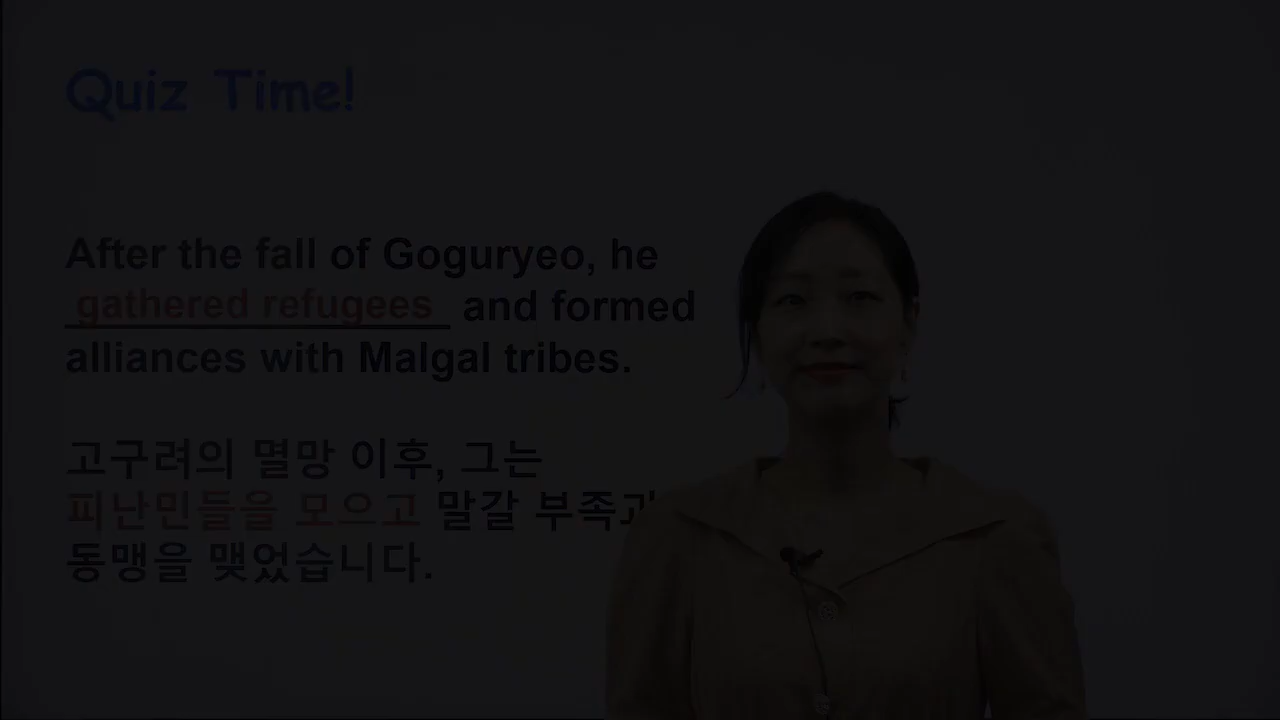 Quiz Time!
After the fall of Goguryeo, he
gathered refugees and formed
alliances with Malgal tribes.
고구려의 멸망 이후, 그는
피난민들을 모으고 말갈 부족과
동맹을 맺었습니다.